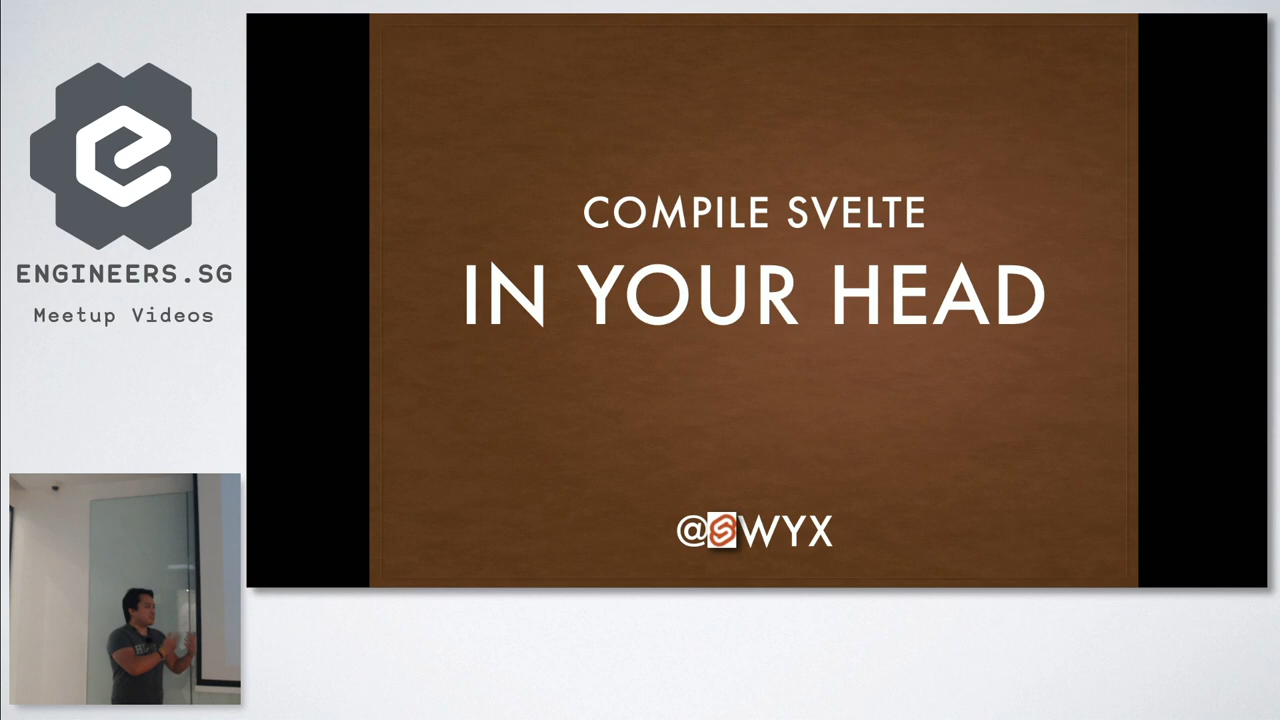 ENGINEERS.SG
Meetup Videos
COMPILE SVELTE
IN YOUR HEAD
@SWYX